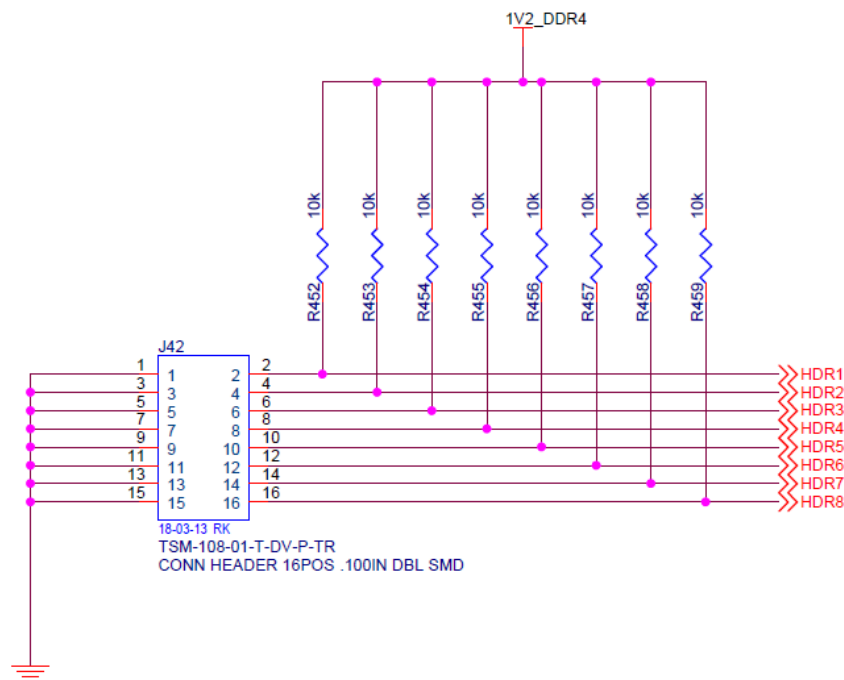 1V2_DDR4
10k 10k 10k 10k 10k 10k 10k 10k
R452 R453 R454 R455 R456 R457 R458 R459
J42
1 1 2 2 HDR1
3 3 4 4 HDR2
5 5 6 6 HDR3
7 7 8 8 HDR4
9 9 10 10 HDR5
11 11 12 12 HDR6
13 13 14 14 HDR7
15 15 16 16 HDR8
18-03-13 RK
TSM-108-01-T-DV-P-TR
CONN HEADER 16POS .100IN DBL SMD